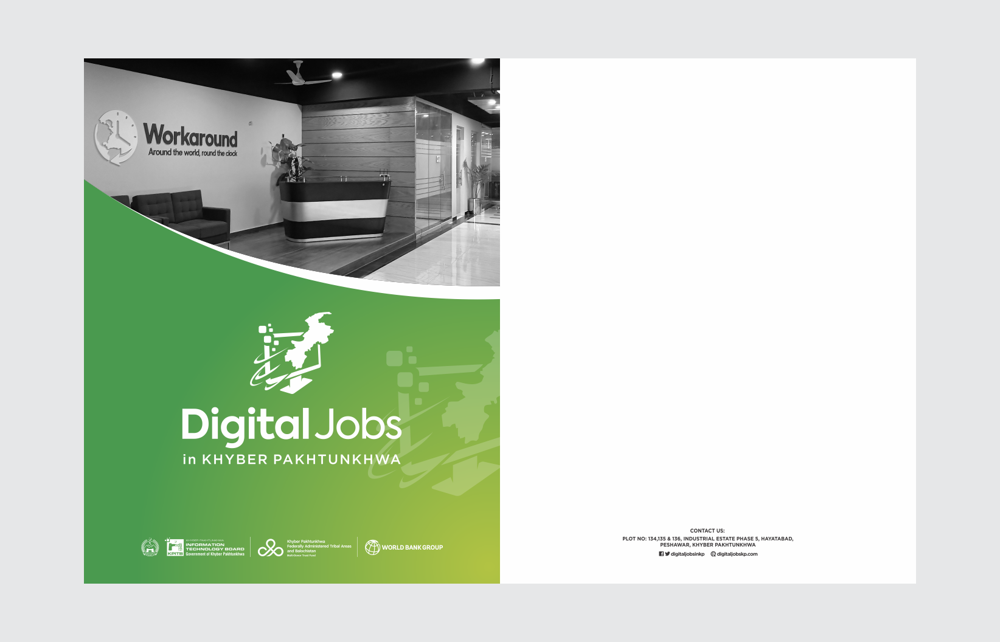 Workaround
Around the world, round the clock
Digital Jobs
in KHYBER PAKHTUNKHWA
KPITB
KHYBER PAKHTUNKHWA
INFORMATION
TECHNOLOGY BOARD
Government of Khyber Pakhtunkhwa
Khyber Pakhtunkhwa
Federally Administered Tribal Areas
and Balochistan
Multi-Donor Trust Fund
WORLD BANK GROUP
CONTACT US:
PLOT NO: 134,135 & 136, INDUSTRIAL ESTATE PHASE 5, HAYATABAD,
PESHAWAR, KHYBER PAKHTUNKHWA
digitaljobsinkp digitaljobskp.com